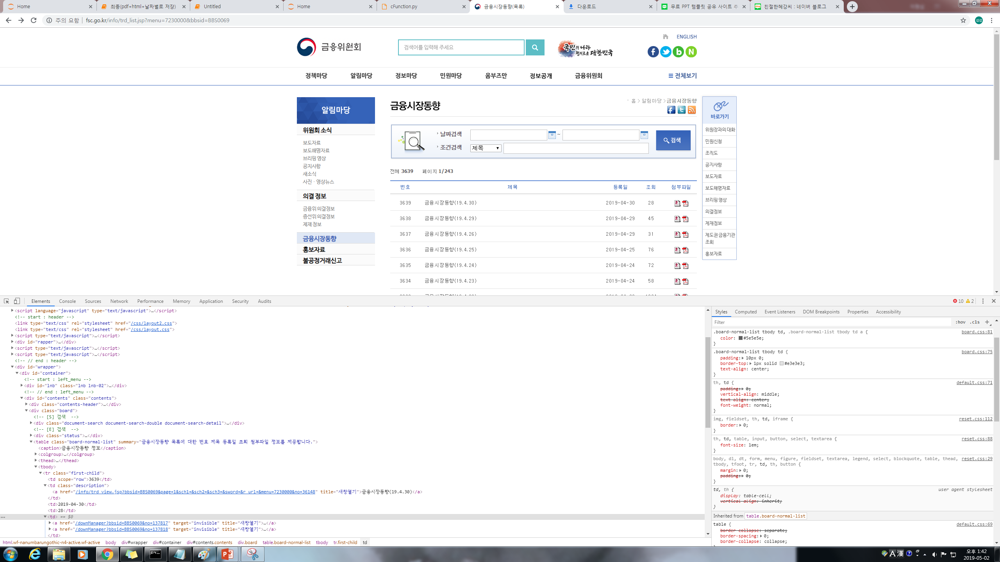 Home
최종(pdf+html+날짜별로 저장)
Untitled
Home
cFunction.py
금융시장동향(목록)
다운로드
무료 PPT 템플릿 공유 사이트 추
친절한혜강씨 : 네이버 블로그
주의 요함 | fsc.go.kr/info/trd_list.jsp?menu=7230000&bbsid=BBS0069
금융위원회
검색어를 입력해 주세요
국민의 나라
정의로운 대한민국
ENGLISH
정책마당 알림마당 정보마당 민원마당 옴부즈만 정보공개 금융위원회 전체보기
알림마당
위원회 소식
보도자료
보도해명자료
브리핑 영상
공지사항
새소식
사진ㆍ영상뉴스
의결 정보
금융위 의결정보
증선위 의결정보
제재 정보
금융시장동향
홍보자료
불공정거래신고
금융시장동향
홈 > 알림마당 >금융시장동향
날짜검색 ~
조건검색 제목
검색
전체 3639 페이지 1/243
번호 제목 등록일 조회 첨부파일
3639 금융시장동향(19.4.30) 2019-04-30 28
3638 금융시장동향(19.4.29) 2019-04-29 45
3637 금융시장동향(19.4.26) 2019-04-29 31
3636 금융시장동향(19.4.25) 2019-04-25 76
3635 금융시장동향(19.4.24) 2019-04-24 72
3634 금융시장동향(19.4.23) 2019-04-24 58
바로가기
위원장과의 대화
민원신청
조직도
공지사항
보도자료
보도해명자료
브리핑 영상
의결정보
제재정보
제도권 금융기관
조회
홍보자료
Elements Console Sources Network Performance Memory Application Security Audits 10 2
<script language="javascript" type="text/javascript">…</script>
<!-- start : header -->
<link type="text/css" rel="stylesheet" href="/css/layout2.css">
<link type="text/css" rel="stylesheet" href="/css/layout.css">
<script type="text/javascript">…</script>
<div id="rapper">…</div>
<script type="text/javascript">…</script>
<script type="text/javascript">…</script>
<!-- // end : header -->
<div id="wrapper">
<div id="container">
<!-- start : left_menu -->
<div id="lnb" class="lnb lnb-02">…</div>
<!-- // end : left_menu -->
<div id="contents" class="contents">
<div class="contents-header">…</div>
<div class="board">
<!-- [S] 검색 -->
<div class="document-search document-search-double document-search-detail">…</div>
<!-- [E] 검색 -->
<div class="status">…</div>
<table class="board-normal-list" summary="금융시장동향 목록에 대한 번호 제목 등록일 조회 첨부파일 정보를 제공합니다.">
<caption>금융시장동향 정보</caption>
<colgroup>…</colgroup>
<thead>…</thead>
<tbody>
<tr class="first-child">
<td scope="row">3639</td>
<td class="description">
<a href="/info/trd_view.jsp?bbsid=BBS0069&page=1&sch1=&sch2=&sch3=&sword=&r_url=&menu=7230000&no=36148" title="새창열기">금융시장동향(19.4.30)</a>
</td>
<td>2019-04-30</td>
<td>28</td>
<td> == $0
<a href="/downManager?bbsid=BBS0069&no=137817" target="invisible" title="새창열기">…</a>
<a href="/downManager?bbsid=BBS0069&no=137818" target="invisible" title="새창열기">…</a>
</td>
html.wf-nanumbarungothic-n4-active.wf-active body div#wrapper div#container div#contents.contents div.board table.board-normal-list tbody tr.first-child td
Styles Computed Event Listeners DOM Breakpoints Properties Accessibility
Filter :hov .cls +
.board-normal-list tbody td, .board-normal-list tbody td a { board.css:81
color: #5e5e5e;
}
.board-normal-list tbody td { board.css:75
padding: 10px 0;
border-top: 1px solid #e3e3e3;
text-align: center;
}
th, td { default.css:71
padding: 0;
vertical-align: middle;
text-align: center;
font-weight: normal;
}
img, fieldset, th, td, iframe { reset.css:112
border: 0;
}
th, td, table, input, button, select, textarea { reset.css:88
font-size: 1em;
}
body, dl, dt, form, menu, figure, fieldset, textarea, legend, select, blockquote, table, thead, reset.css:29
tbody, tfoot, tr, td, th, button {
margin: 0;
padding: 0;
}
td, th { user agent stylesheet
display: table-cell;
vertical-align: inherit;
}
Inherited from table.board-normal-list
table { default.css:69
border-collapse: separate;
border-spacing: 0;
border-collapse: collapse;
A 漢
오후 1:42
2019-05-02